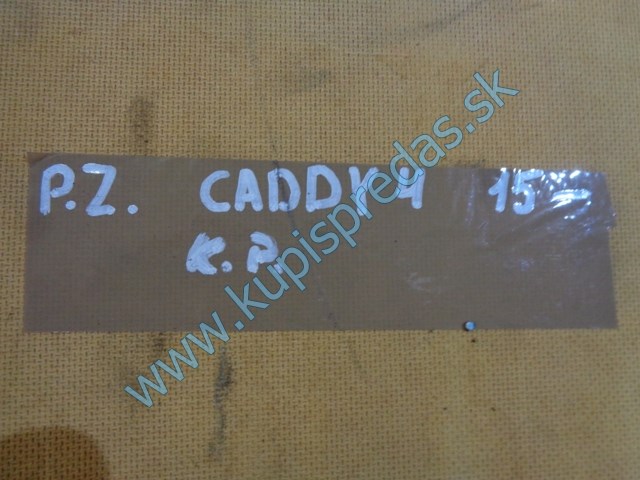 P.Z. CADDY 4 15-
K.P.
www.kupispredas.sk